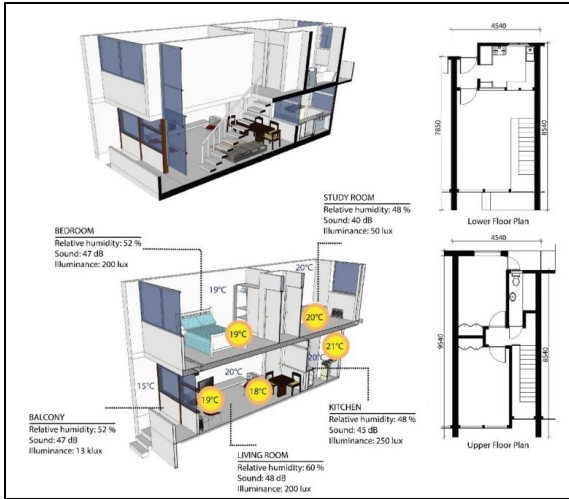 4540
7850
8540
Lower Floor Plan
STUDY ROOM
Relative humidity: 48 %
Sound: 40 dB
Illuminance: 50 lux
BEDROOM
Relative humidity: 52 %
Sound: 47 dB
Illuminance: 200 lux
4540
9540
8540
Upper Floor Plan
20°C
19°C
20°C
19°C
21°C
20°C
20°C
18°C
19°C
15°C
BALCONY
Relative humidity: 52 %
Sound: 47 dB
Illuminance: 13 klux
KITCHEN
Relative humidity: 48 %
Sound: 45 dB
Illuminance: 250 lux
LIVING ROOM
Relative humidity: 60 %
Sound: 48 dB
Illuminance: 200 lux